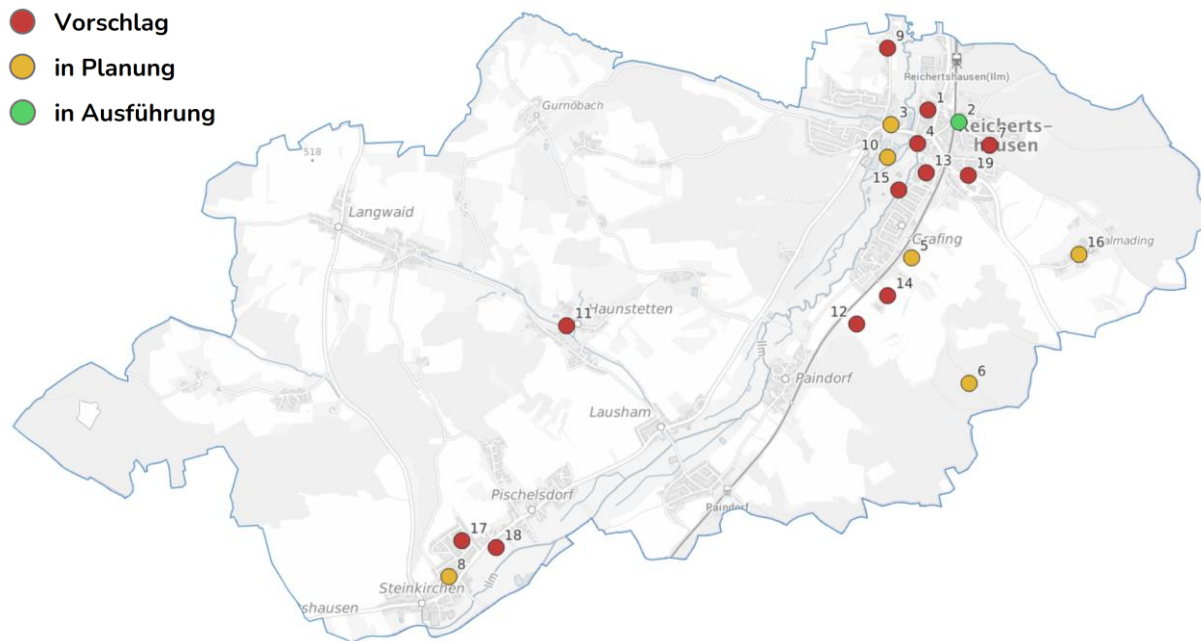 Vorschlag
in Planung
in Ausführung
9
Reichertshausen(Ilm)
Gurnöbach
1
2
3
Reicherts-
hausen
4
7
10
13
19
518
15
Langwaid
Grafing
16
almading
5
14
Haunstetten
11
12
Ilm
Paindorf
6
Lausham
Pischelsdorf
Paindorf
17
18
8
Ilm
Steinkirchen
shausen